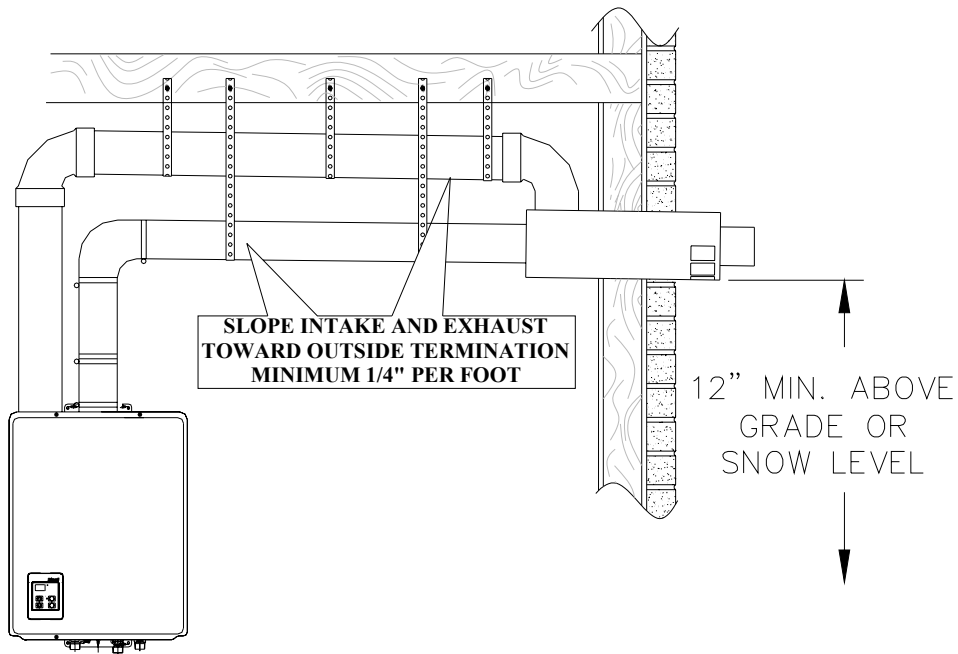 SLOPE INTAKE AND EXHAUST
TOWARD OUTSIDE TERMINATION
MINIMUM 1/4" PER FOOT
12” MIN. ABOVE
GRADE OR
SNOW LEVEL